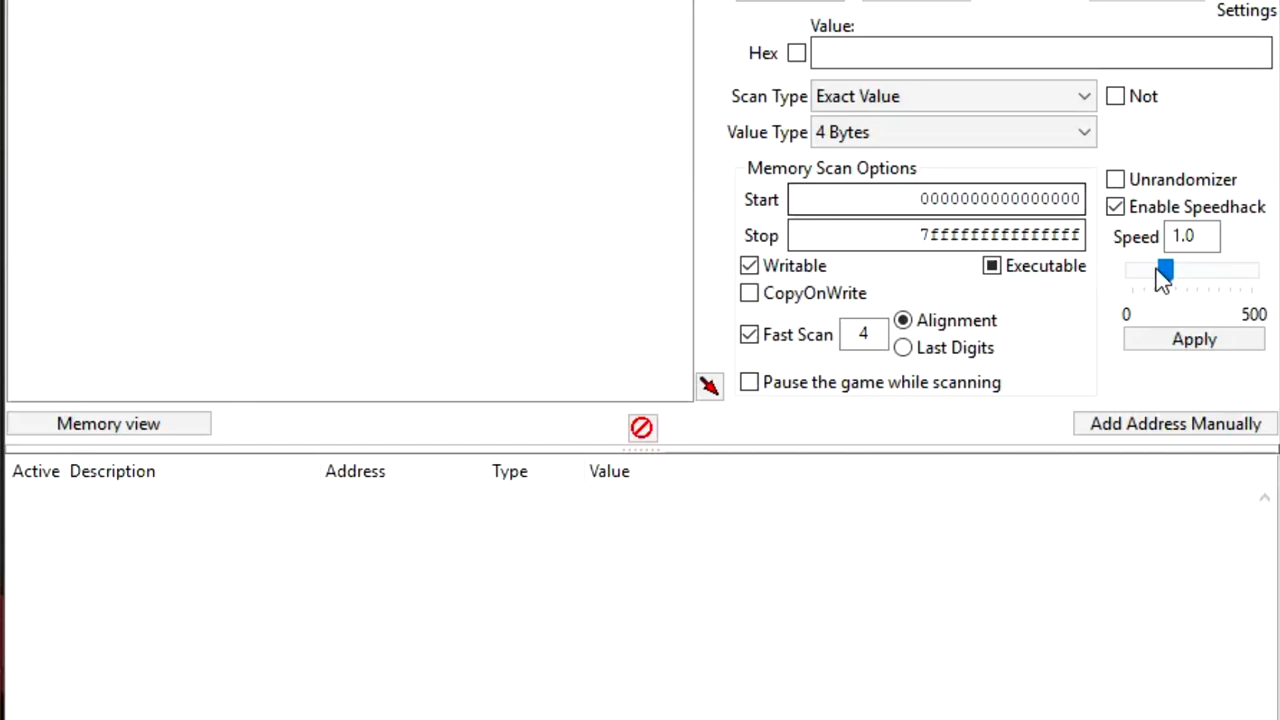 Settings
Value:
Hex
Scan Type Exact Value Not
Value Type 4 Bytes
Memory Scan Options
Unrandomizer
Start 0000000000000000
Enable Speedhack
Stop 7fffffffffffffff
Speed 1.0
Writable Executable
CopyOnWrite
0 500
Fast Scan 4 Alignment
Last Digits
Apply
Pause the game while scanning
Memory view Add Address Manually
Active Description Address Type Value